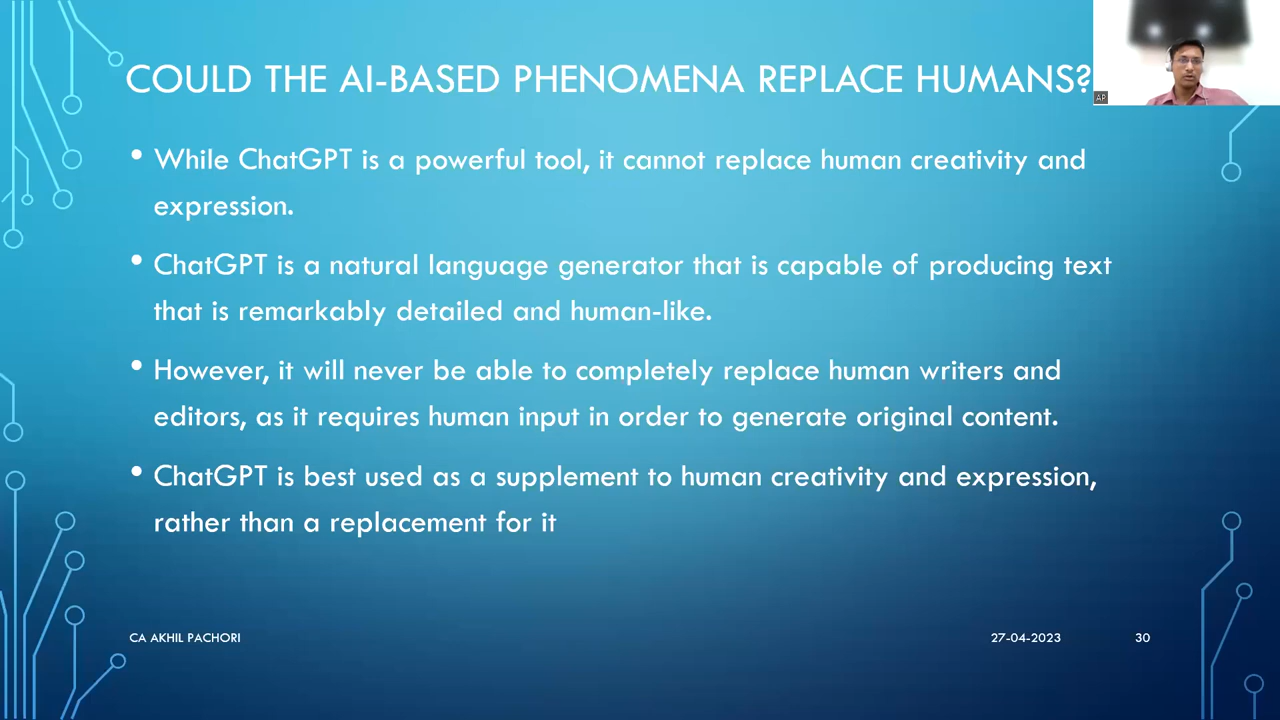 COULD THE AI-BASED PHENOMENA REPLACE HUMANS?
AP
• While ChatGPT is a powerful tool, it cannot replace human creativity and
expression.
• ChatGPT is a natural language generator that is capable of producing text
that is remarkably detailed and human-like.
• However, it will never be able to completely replace human writers and
editors, as it requires human input in order to generate original content.
• ChatGPT is best used as a supplement to human creativity and expression,
rather than a replacement for it
CA AKHIL PACHORI 27-04-2023 30